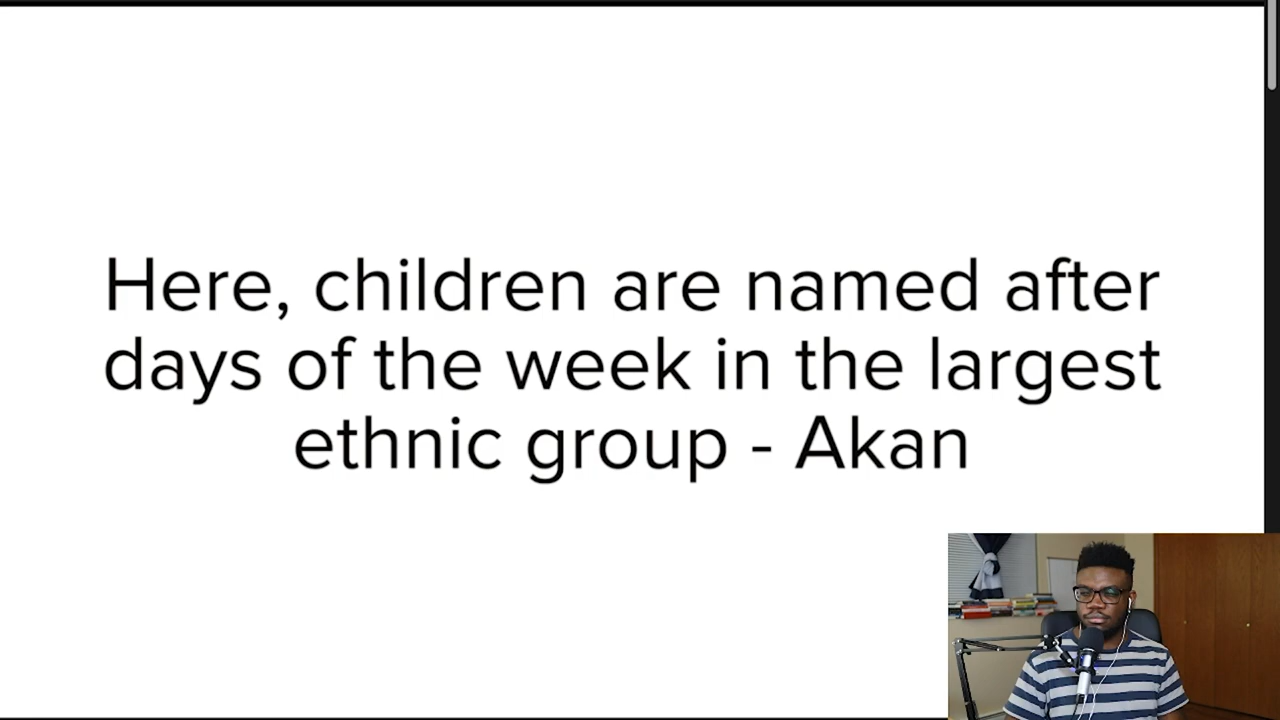 Here, children are named after
days of the week in the largest
ethnic group - Akan